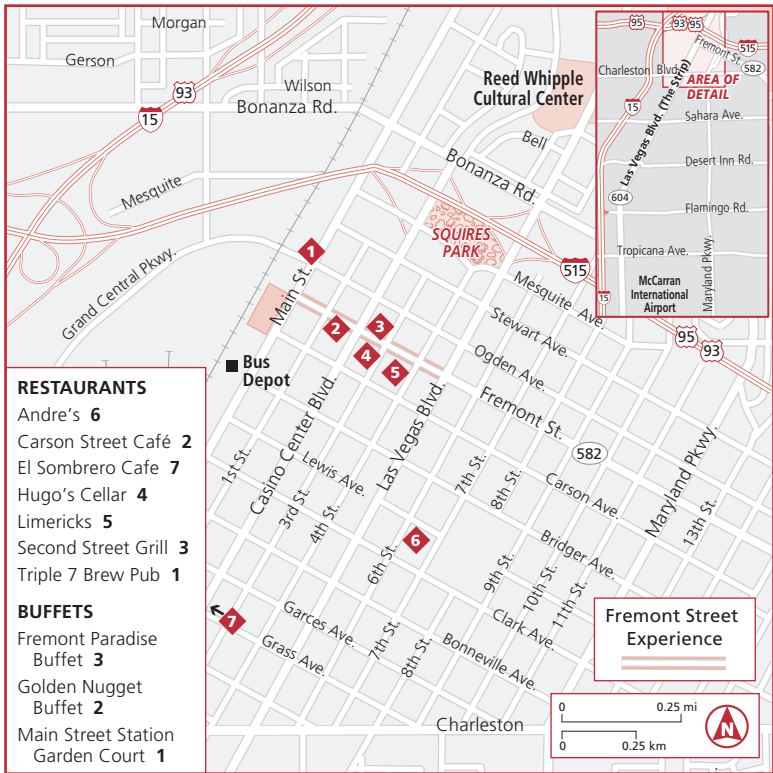 Morgan
Gerson
93
15
Wilson
Bonanza Rd.
Mesquite
Grand Central Pkwy.
Reed Whipple
Cultural Center
Bell
Bonanza Rd.
SQUIRES
PARK
515
95
93 95
Fremont St.
515
582
Charleston Blvd.
AREA OF
DETAIL
15
Las Vegas Blvd. (The Strip)
Sahara Ave.
Desert Inn Rd.
604
Flamingo Rd.
Tropicana Ave.
Maryland Pkwy.
McCarran
International
Airport
15
1
Main St.
2
3
4
5
Bus
Depot
Mesquite Ave.
Stewart Ave.
Ogden Ave.
95
93
Fremont St.
582
Casino Center Blvd.
Las Vegas Blvd.
Maryland Pkwy.
1st St.
Lewis Ave.
3rd St.
4th St.
7th St.
8th St.
Carson Ave.
13th St.
6
6th St.
Bridger Ave.
9th St.
10th St.
11th St.
7
Garces Ave.
Grass Ave.
7th St.
8th St.
Clark Ave.
Bonneville Ave.
Charleston
RESTAURANTS
Andre's 6
Carson Street Café 2
El Sombrero Cafe 7
Hugo's Cellar 4
Limericks 5
Second Street Grill 3
Triple 7 Brew Pub 1
BUFFETS
Fremont Paradise
Buffet 3
Golden Nugget
Buffet 2
Main Street Station
Garden Court 1
Fremont Street
Experience
0 0.25 mi
0 0.25 km
N